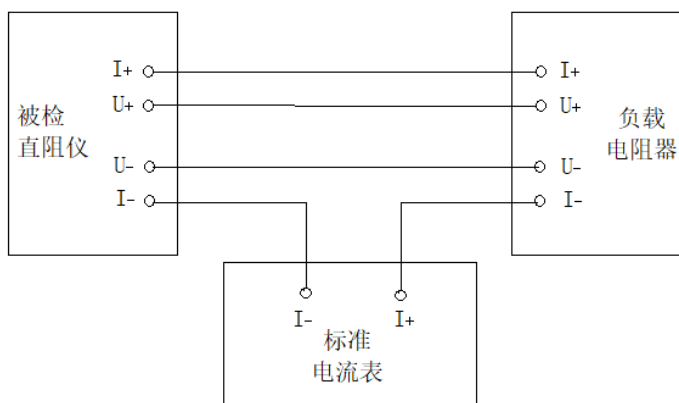 I+
U+
U-
I-
被检
直阻仪
I+
U+
U-
I-
负载
电阻器
I-
I+
标准
电流表